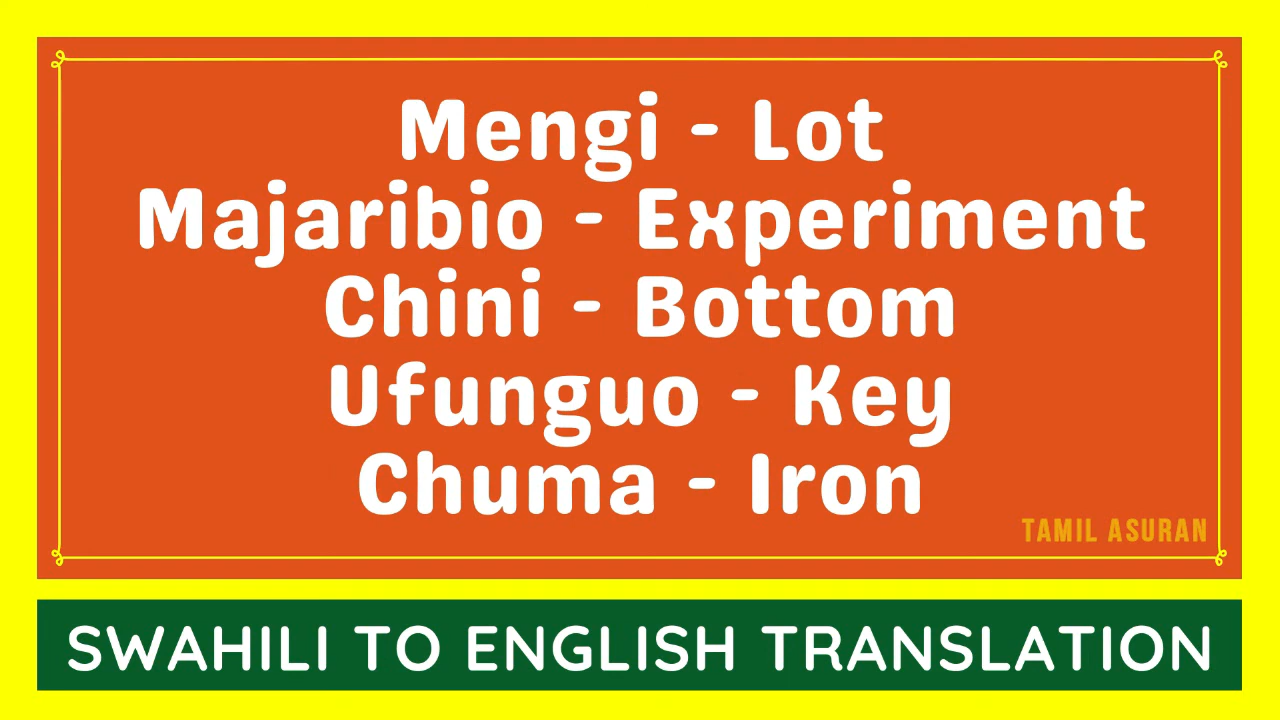 Mengi - Lot
Majaribio - Experiment
Chini - Bottom
Ufunguo - Key
Chuma - Iron
TAMIL ASURAN
SWAHILI TO ENGLISH TRANSLATION